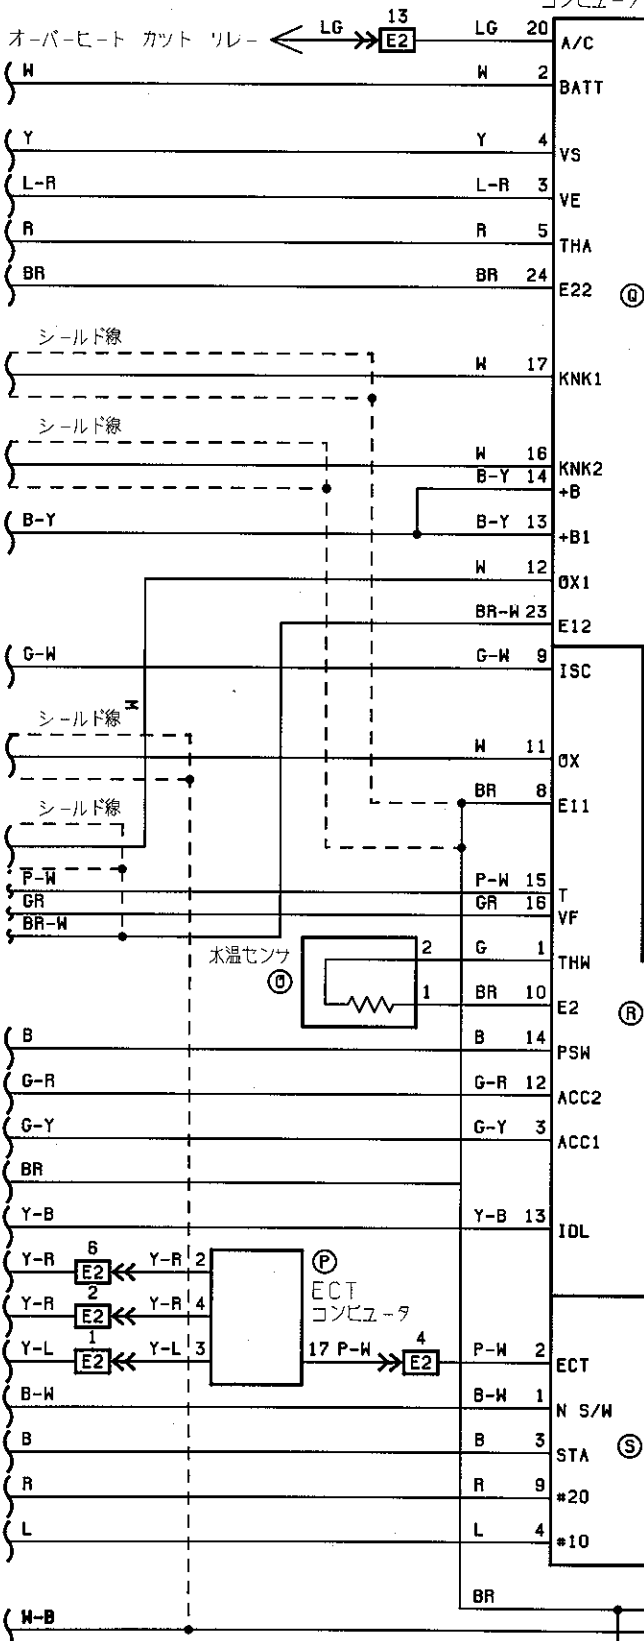 コンピュータ
13
オーバーヒート カット リレー LG E2 LG 20 A/C
W W 2 BATT
Y Y 4 VS
L-R L-R 3 VE
R R 5 THA
BR BR 24 E22
Q
シールド線
W 17 KNK1
シールド線
W 16 KNK2
B-Y 14 +B
B-Y B-Y 13 +B1
W 12 OX1
BR-W 23 E12
G-W G-W 9 ISC
W
シールド線
W 11 OX
BR 8 E11
シールド線
P-W P-W 15 T
GR GR 16 VF
BR-W
水温センサ 2 G 1 THW
O
1 BR 10 E2
R
B B 14 PSW
G-R G-R 12 ACC2
G-Y G-Y 3 ACC1
BR
Y-B Y-B 13 IDL
6
Y-R E2 Y-R 2
P
ECT
コンピュータ
2
Y-R E2 Y-R 4
1
Y-L E2 Y-L 3
4
17 P-W E2 P-W 2 ECT
B-W B-W 1 N S/W
B B 3 STA
S
R R 9 #20
L L 4 #10
BR
W-B